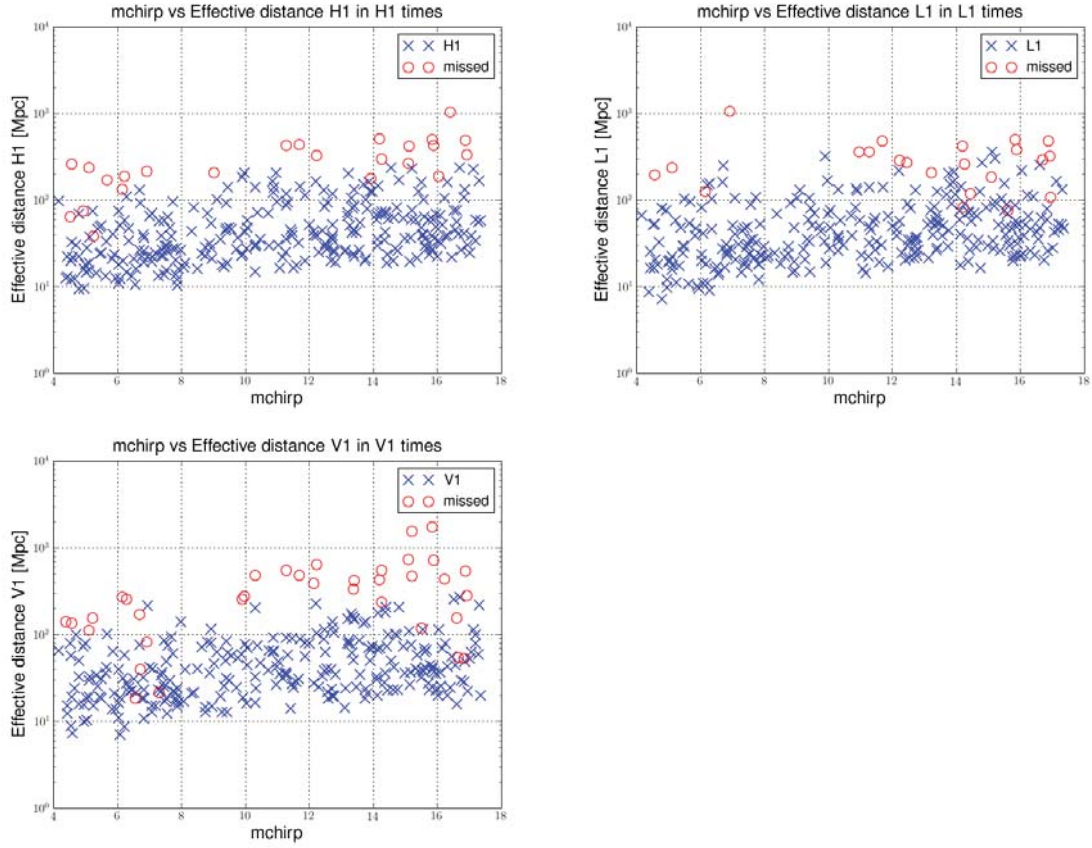 mchirp vs Effective distance H1 in H1 times
Effective distance H1 [Mpc]
10⁴
10³
10²
10¹
10⁰
H1
missed
4 6 8 10 12 14 16 18
mchirp
mchirp vs Effective distance L1 in L1 times
Effective distance L1 [Mpc]
10⁴
10³
10²
10¹
10⁰
L1
missed
4 6 8 10 12 14 16 18
mchirp
mchirp vs Effective distance V1 in V1 times
Effective distance V1 [Mpc]
10⁴
10³
10²
10¹
10⁰
V1
missed
4 6 8 10 12 14 16 18
mchirp